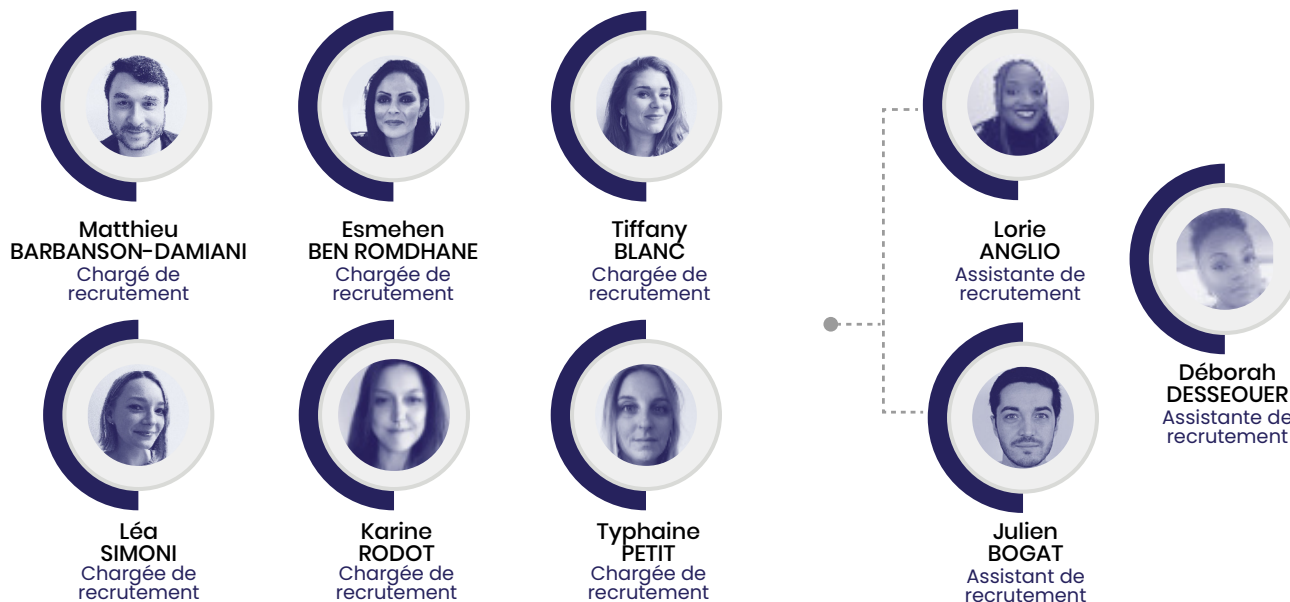 Matthieu
BARBANSON-DAMIANI
Chargé de
recrutement
Esmehen
BEN ROMDHANE
Chargée de
recrutement
Tiffany
BLANC
Chargée de
recrutement
Lorie
ANGLIO
Assistante de
recrutement
Déborah
DESSEOUER
Assistante de
recrutement
Léa
SIMONI
Chargée de
recrutement
Karine
RODOT
Chargée de
recrutement
Typhaine
PETIT
Chargée de
recrutement
Julien
BOGAT
Assistant de
recrutement